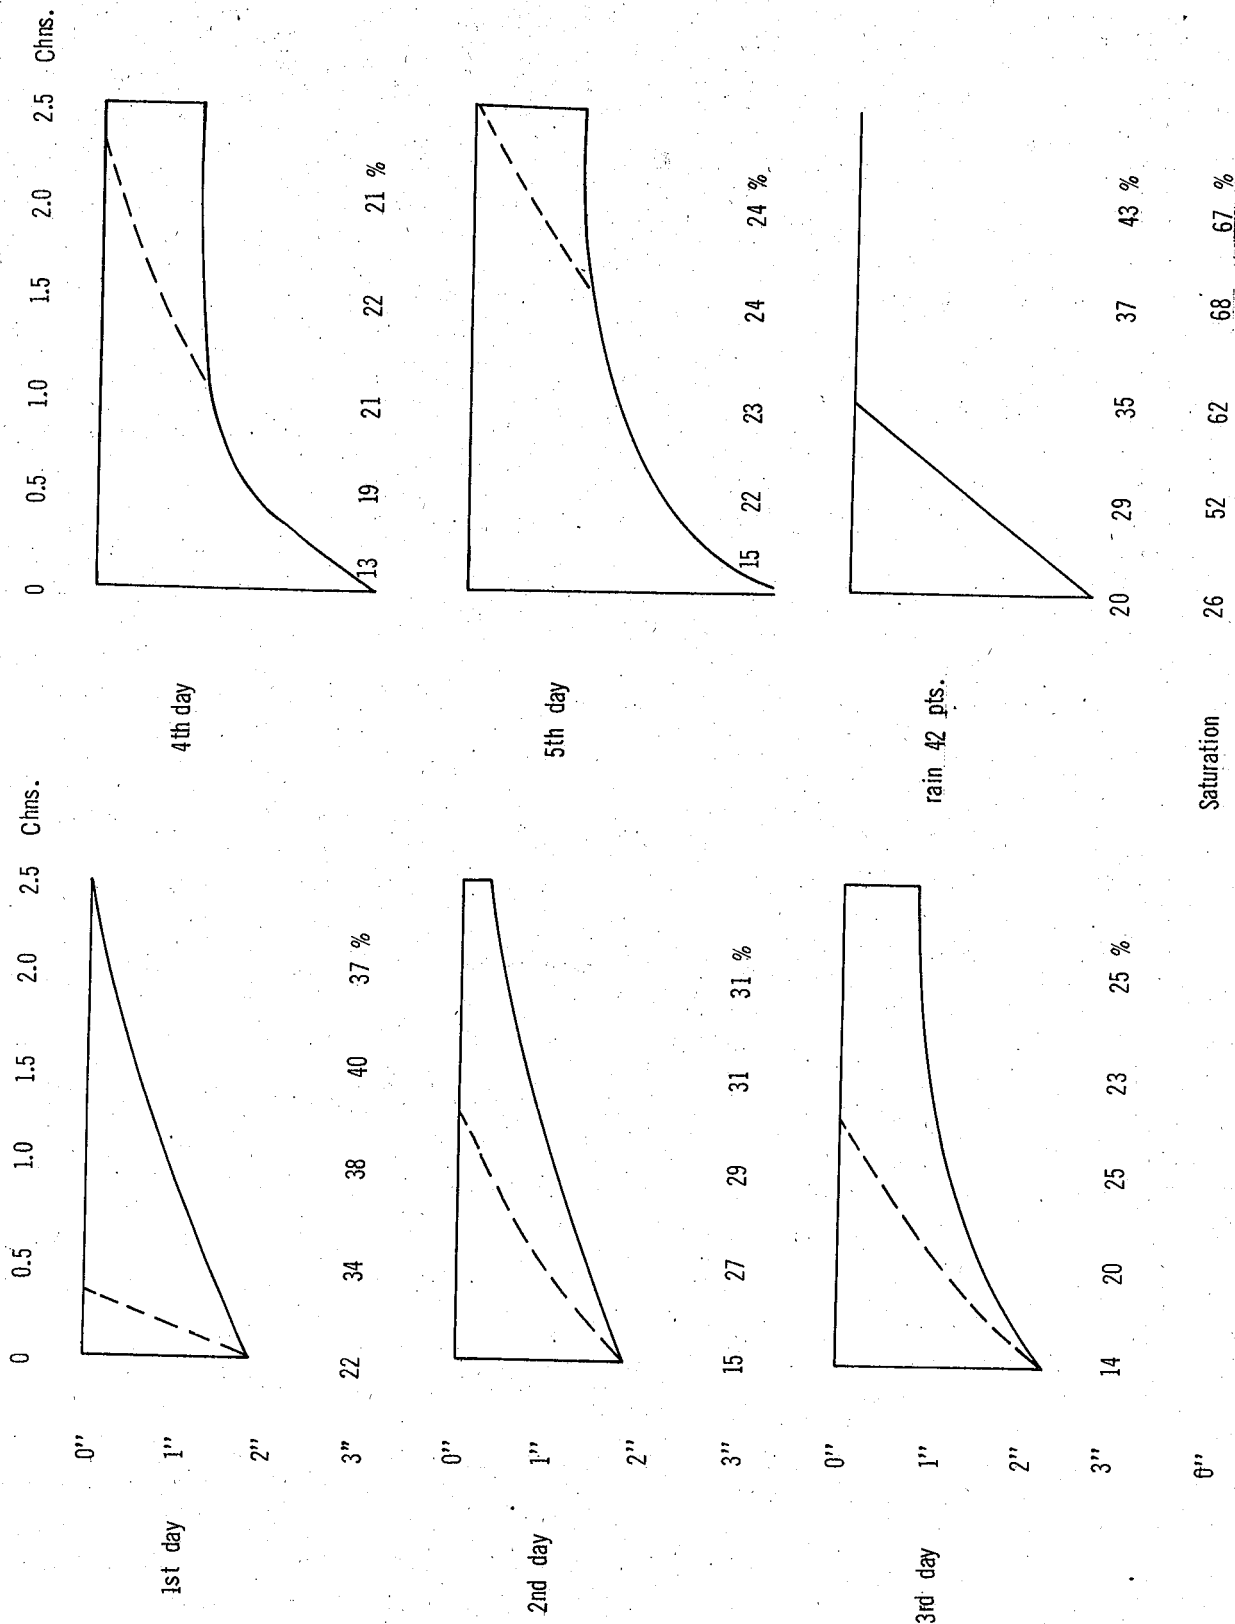 0 0.5 1.0 1.5 2.0 2.5 Chns. 0 0.5 1.0 1.5 2.0 2.5 Chns.
0''
1st day 1'' 4th day
2''
3'' 22 34 38 40 37 % 13 19 21 22 21 %
0''
2nd day 1'' 5th day
2''
3'' 15 27 29 31 31 % 15 22 23 24 24 %
0''
3rd day 1'' rain 42 pts.
2''
3'' 14 20 25 23 25 % 20 29 35 37 43 %
Saturation 26 52 62 68 67 %